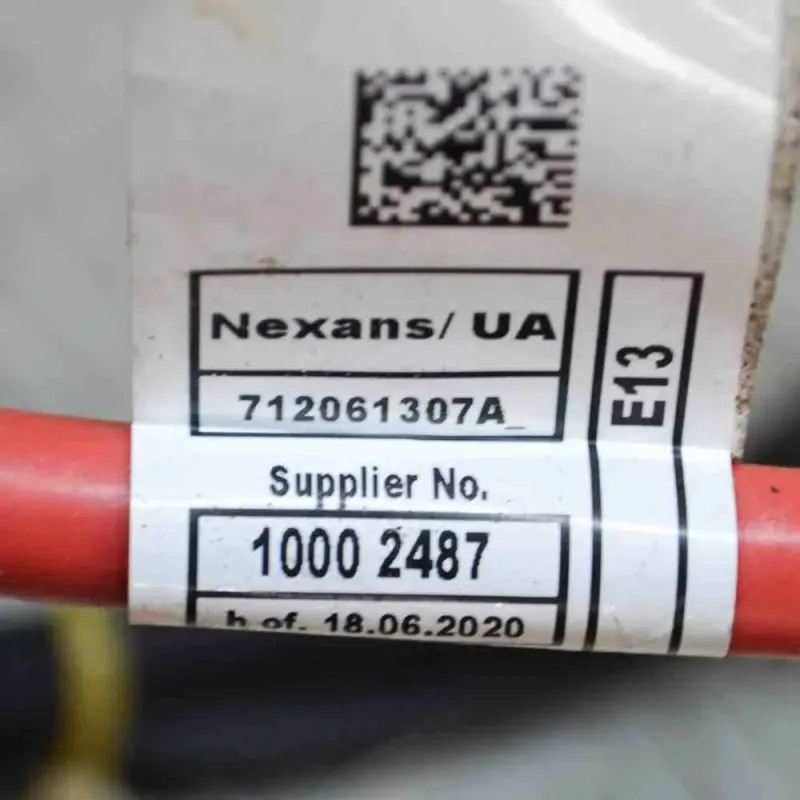 Nexans/ UA
712061307A_
E13
Supplier No.
1000 2487
h of. 18.06.2020